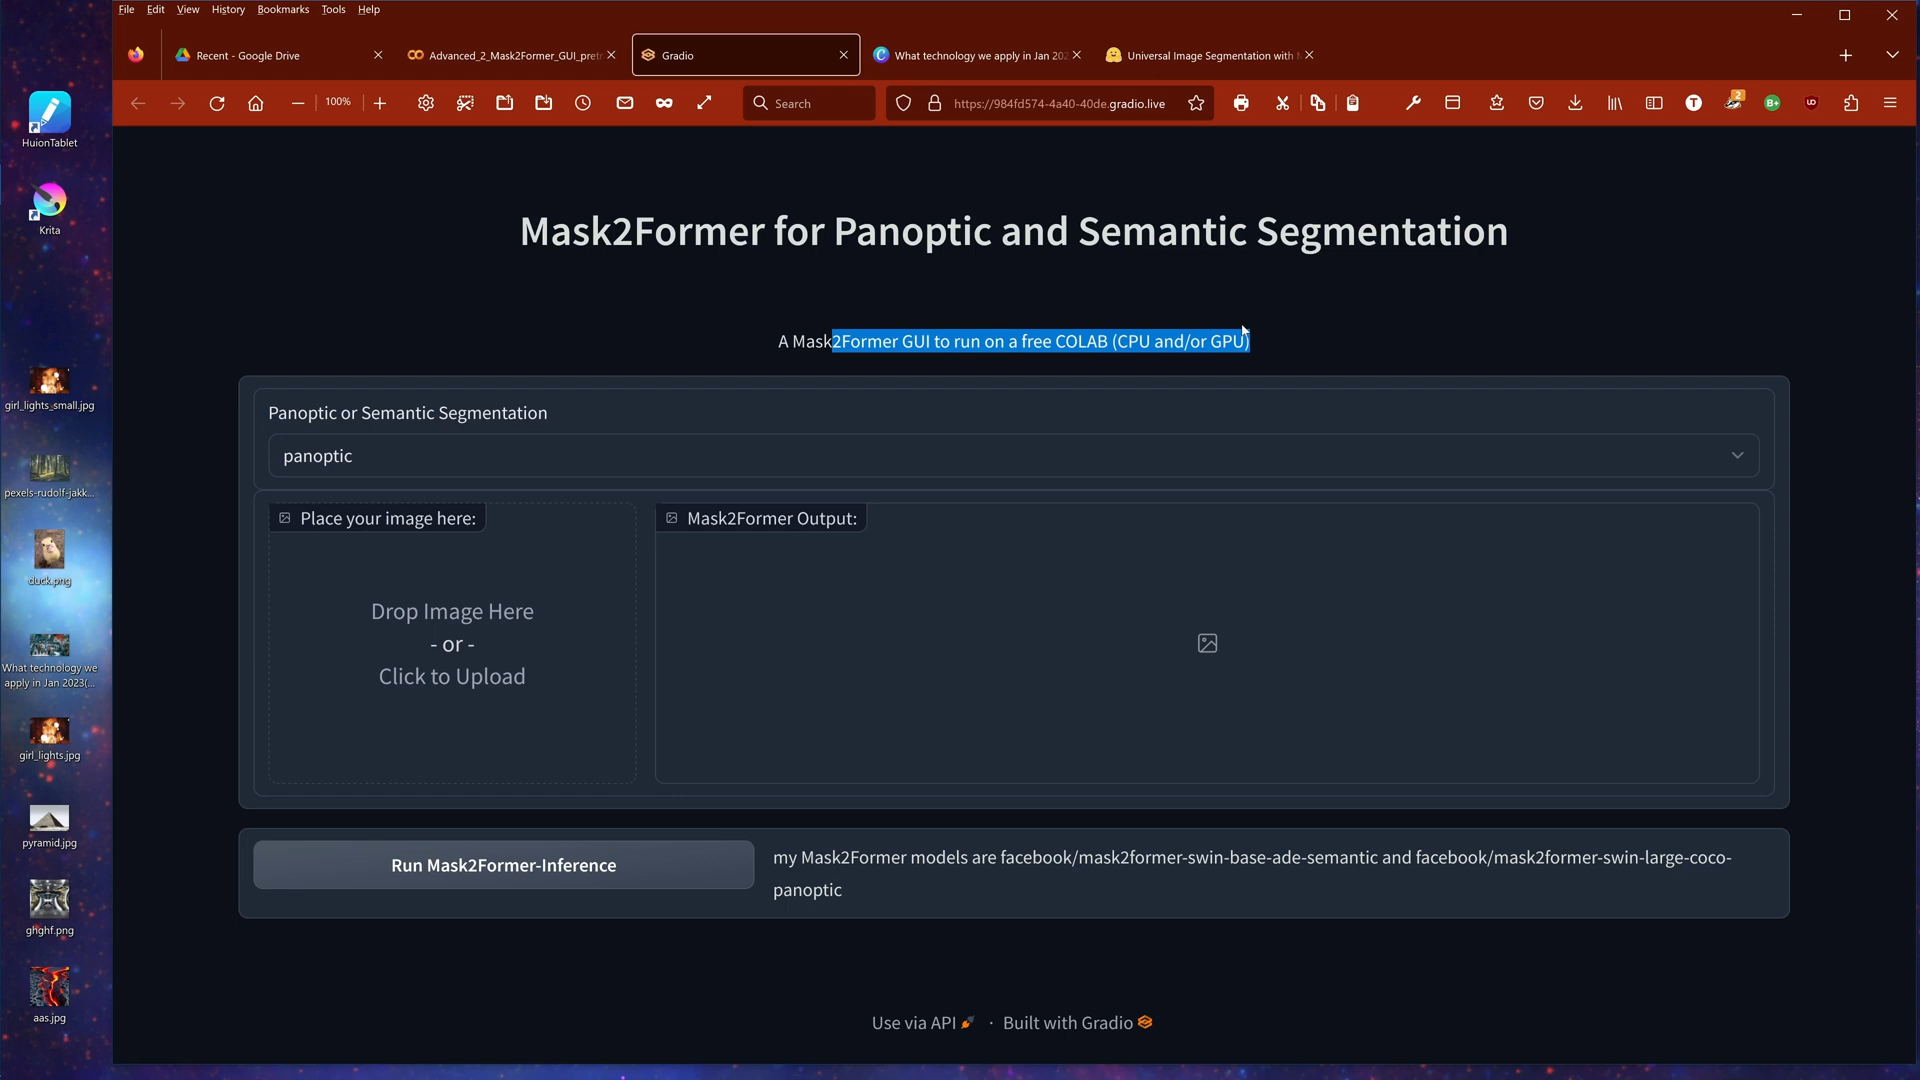 File Edit View History Bookmarks Tools Help
Recent - Google Drive
Advanced_2_Mask2Former_GUI_pretr
Gradio
What technology we apply in Jan 202
Universal Image Segmentation with M
100%
Search
https://984fd574-4a40-40de.gradio.live
2
HuionTablet
Krita
girl_lights_small.jpg
pexels-rudolf-jakk...
duck.png
What technology we
apply in Jan 2023(...
girl_lights.jpg
pyramid.jpg
ghghf.png
aas.jpg
Mask2Former for Panoptic and Semantic Segmentation
A Mask2Former GUI to run on a free COLAB (CPU and/or GPU)
Panoptic or Semantic Segmentation
panoptic
Place your image here:
Mask2Former Output:
Drop Image Here
- or -
Click to Upload
Run Mask2Former-Inference
my Mask2Former models are facebook/mask2former-swin-base-ade-semantic and facebook/mask2former-swin-large-coco-
panoptic
Use via API · Built with Gradio